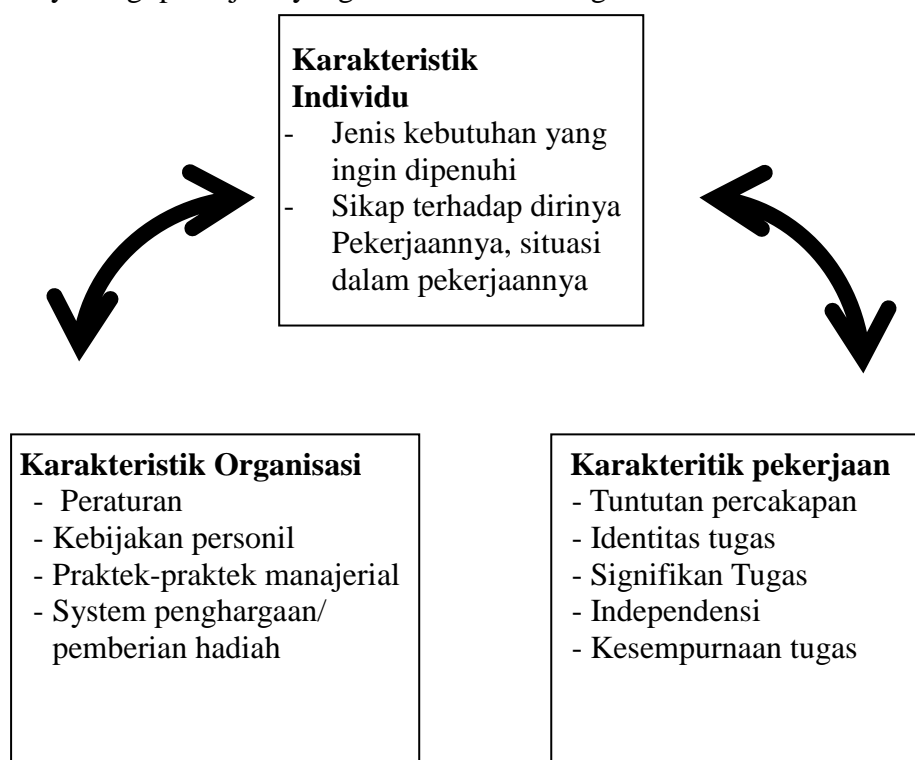 Karakteristik
Individu
- Jenis kebutuhan yang
ingin dipenuhi
- Sikap terhadap dirinya
Pekerjaannya, situasi
dalam pekerjaannya
Karakteristik Organisasi
- Peraturan
- Kebijakan personil
- Praktek-praktek manajerial
- System penghargaan/
pemberian hadiah
Karakteritik pekerjaan
- Tuntutan percakapan
- Identitas tugas
- Signifikan Tugas
- Independensi
- Kesempurnaan tugas